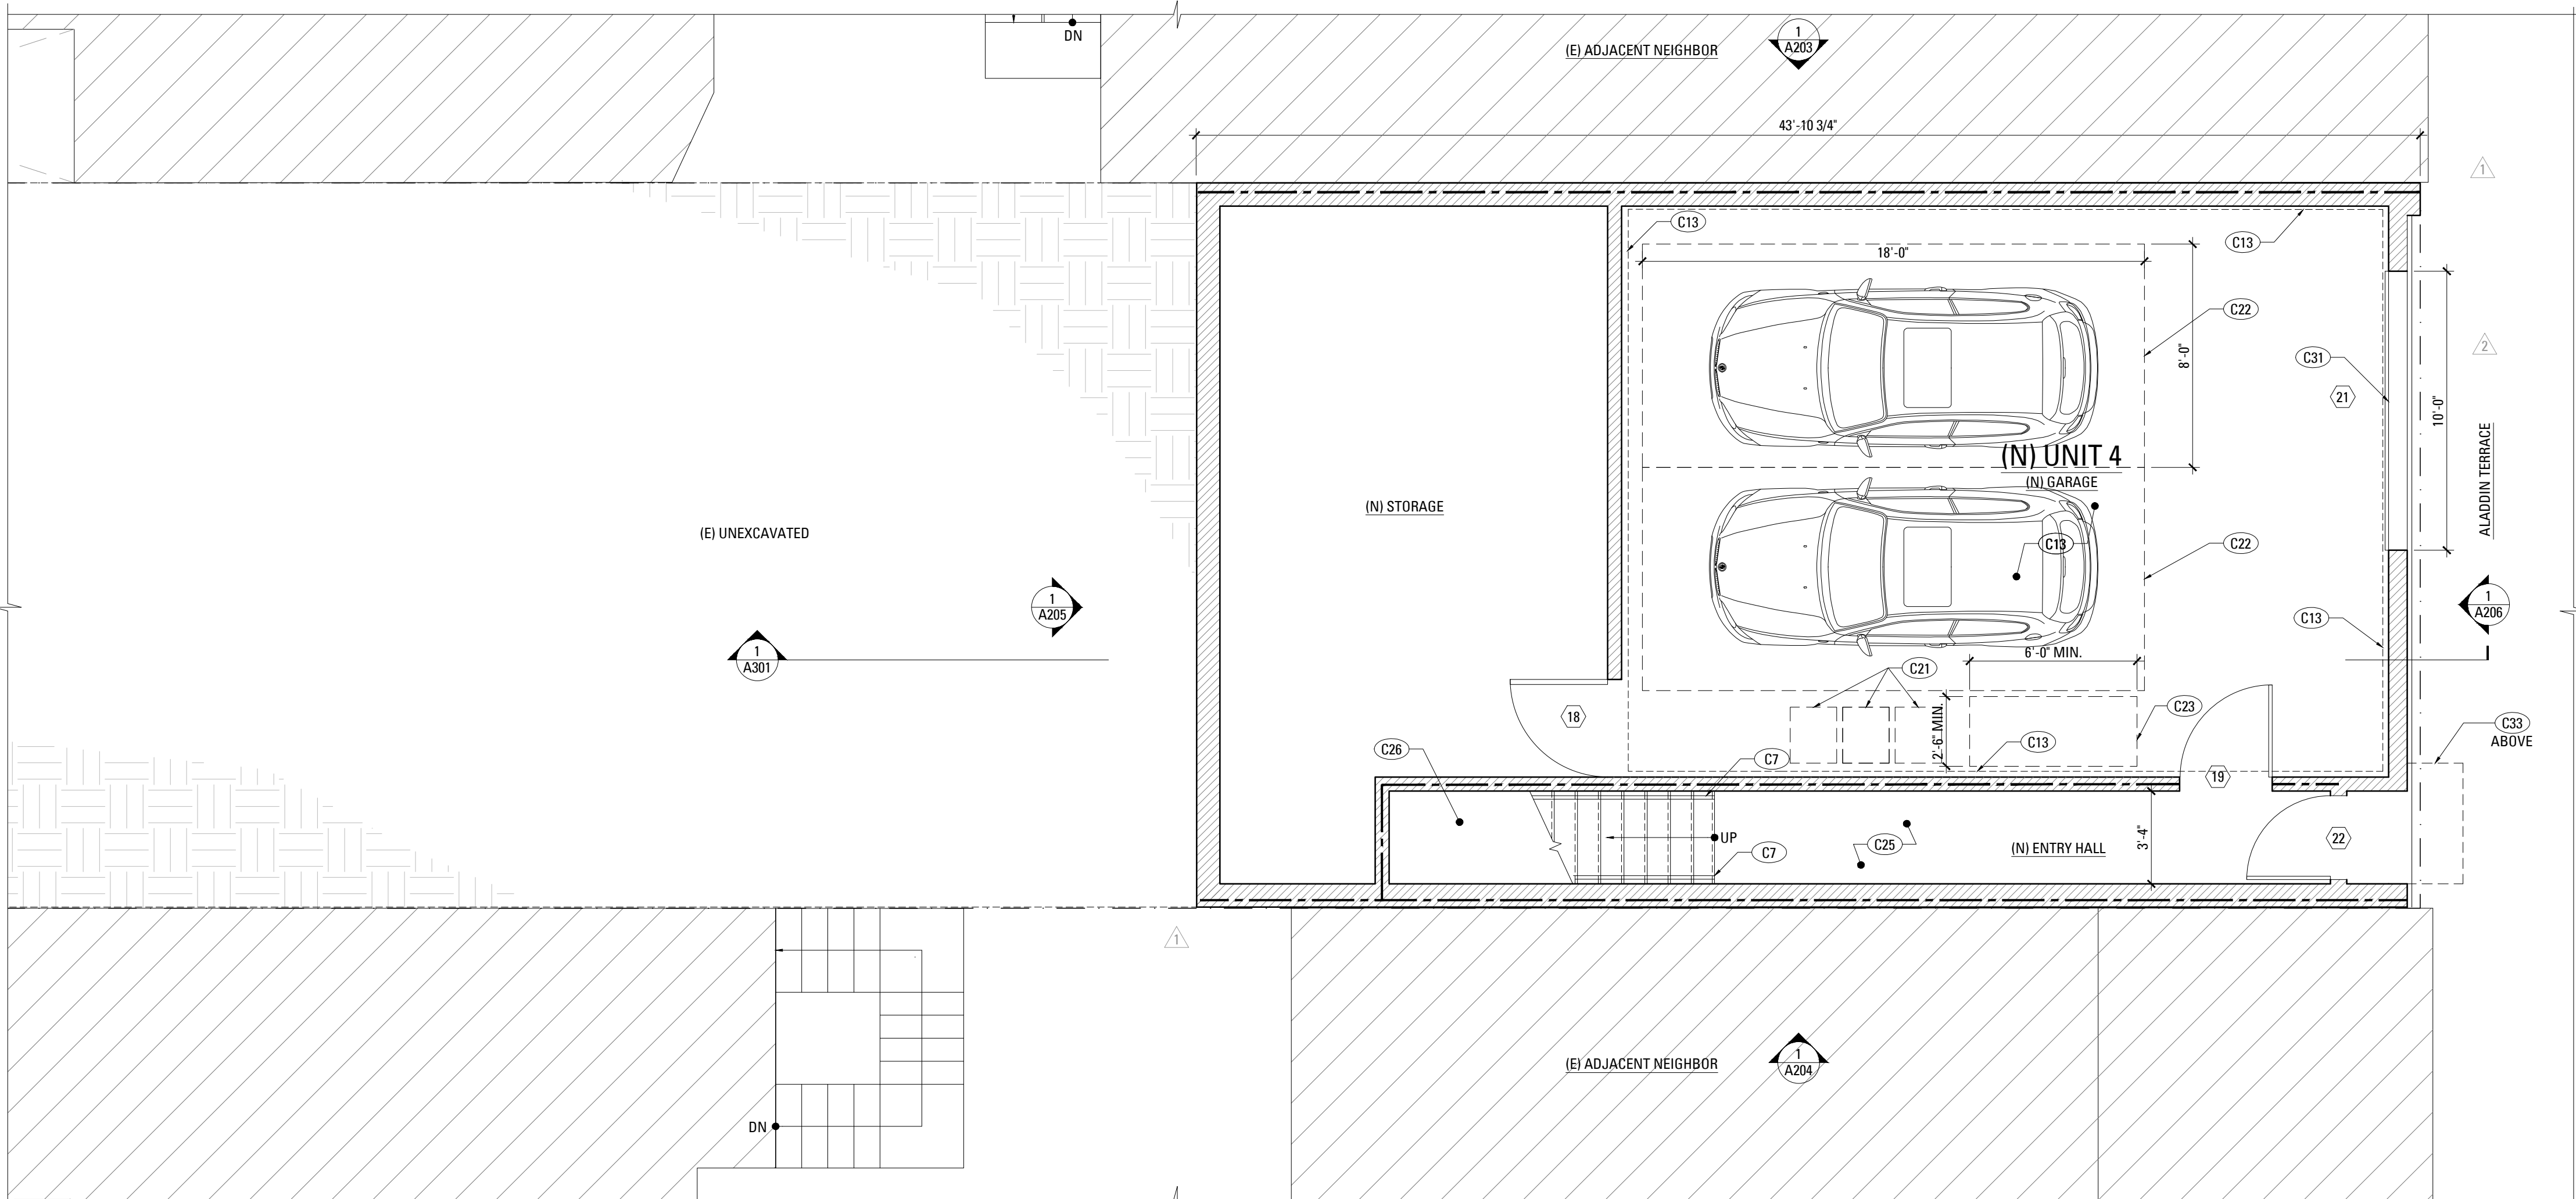 DN
(E) ADJACENT NEIGHBOR
1
A203
43'-10 3/4"
1
C13
C13
18'-0"
C22
8'-0"
C31
2
21
10'-0"
ALADDIN TERRACE
(N) UNIT 4
(N) GARAGE
(N) STORAGE
(E) UNEXCAVATED
C13
C22
1
A205
1
A206
C13
1
A301
6'-0" MIN.
C21
18
2'-6" MIN.
C23
C33
ABOVE
C26
C13
C7
19
UP
C7
C25
(N) ENTRY HALL
3'-4"
22
1
(E) ADJACENT NEIGHBOR
1
A204
DN